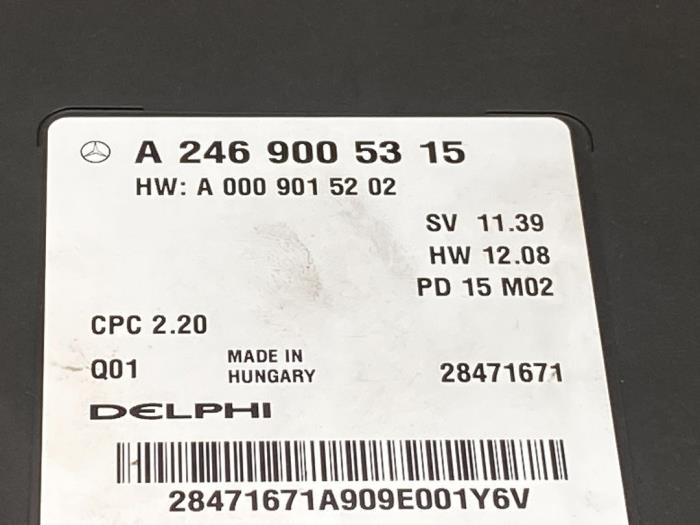 A 246 900 53 15
HW: A 000 901 52 02
SV 11.39
HW 12.08
PD 15 M02
CPC 2.20
Q01 MADE IN HUNGARY 28471671
DELPHI
28471671A909E001Y6V